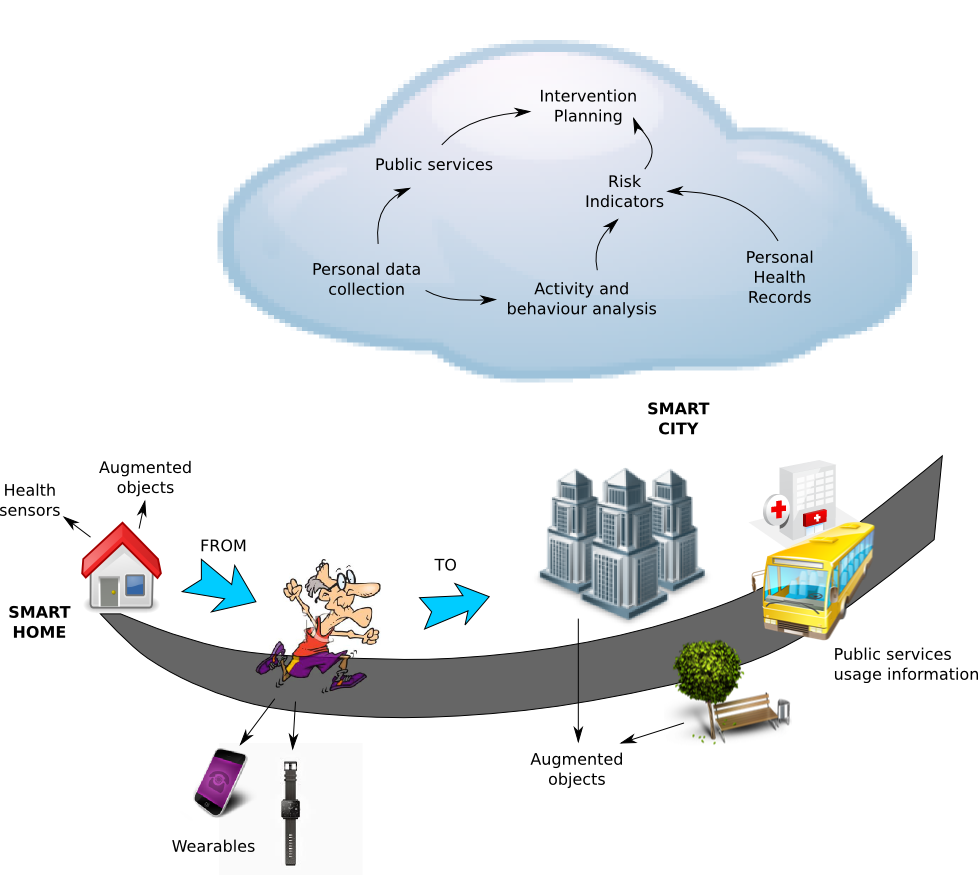 Intervention
Planning
Public services
Risk
Indicators
Personal data
collection
Activity and
behaviour analysis
Personal
Health
Records
SMART
CITY
Augmented
objects
Health
sensors
FROM
TO
SMART
HOME
Public services
usage information
Augmented
objects
Wearables